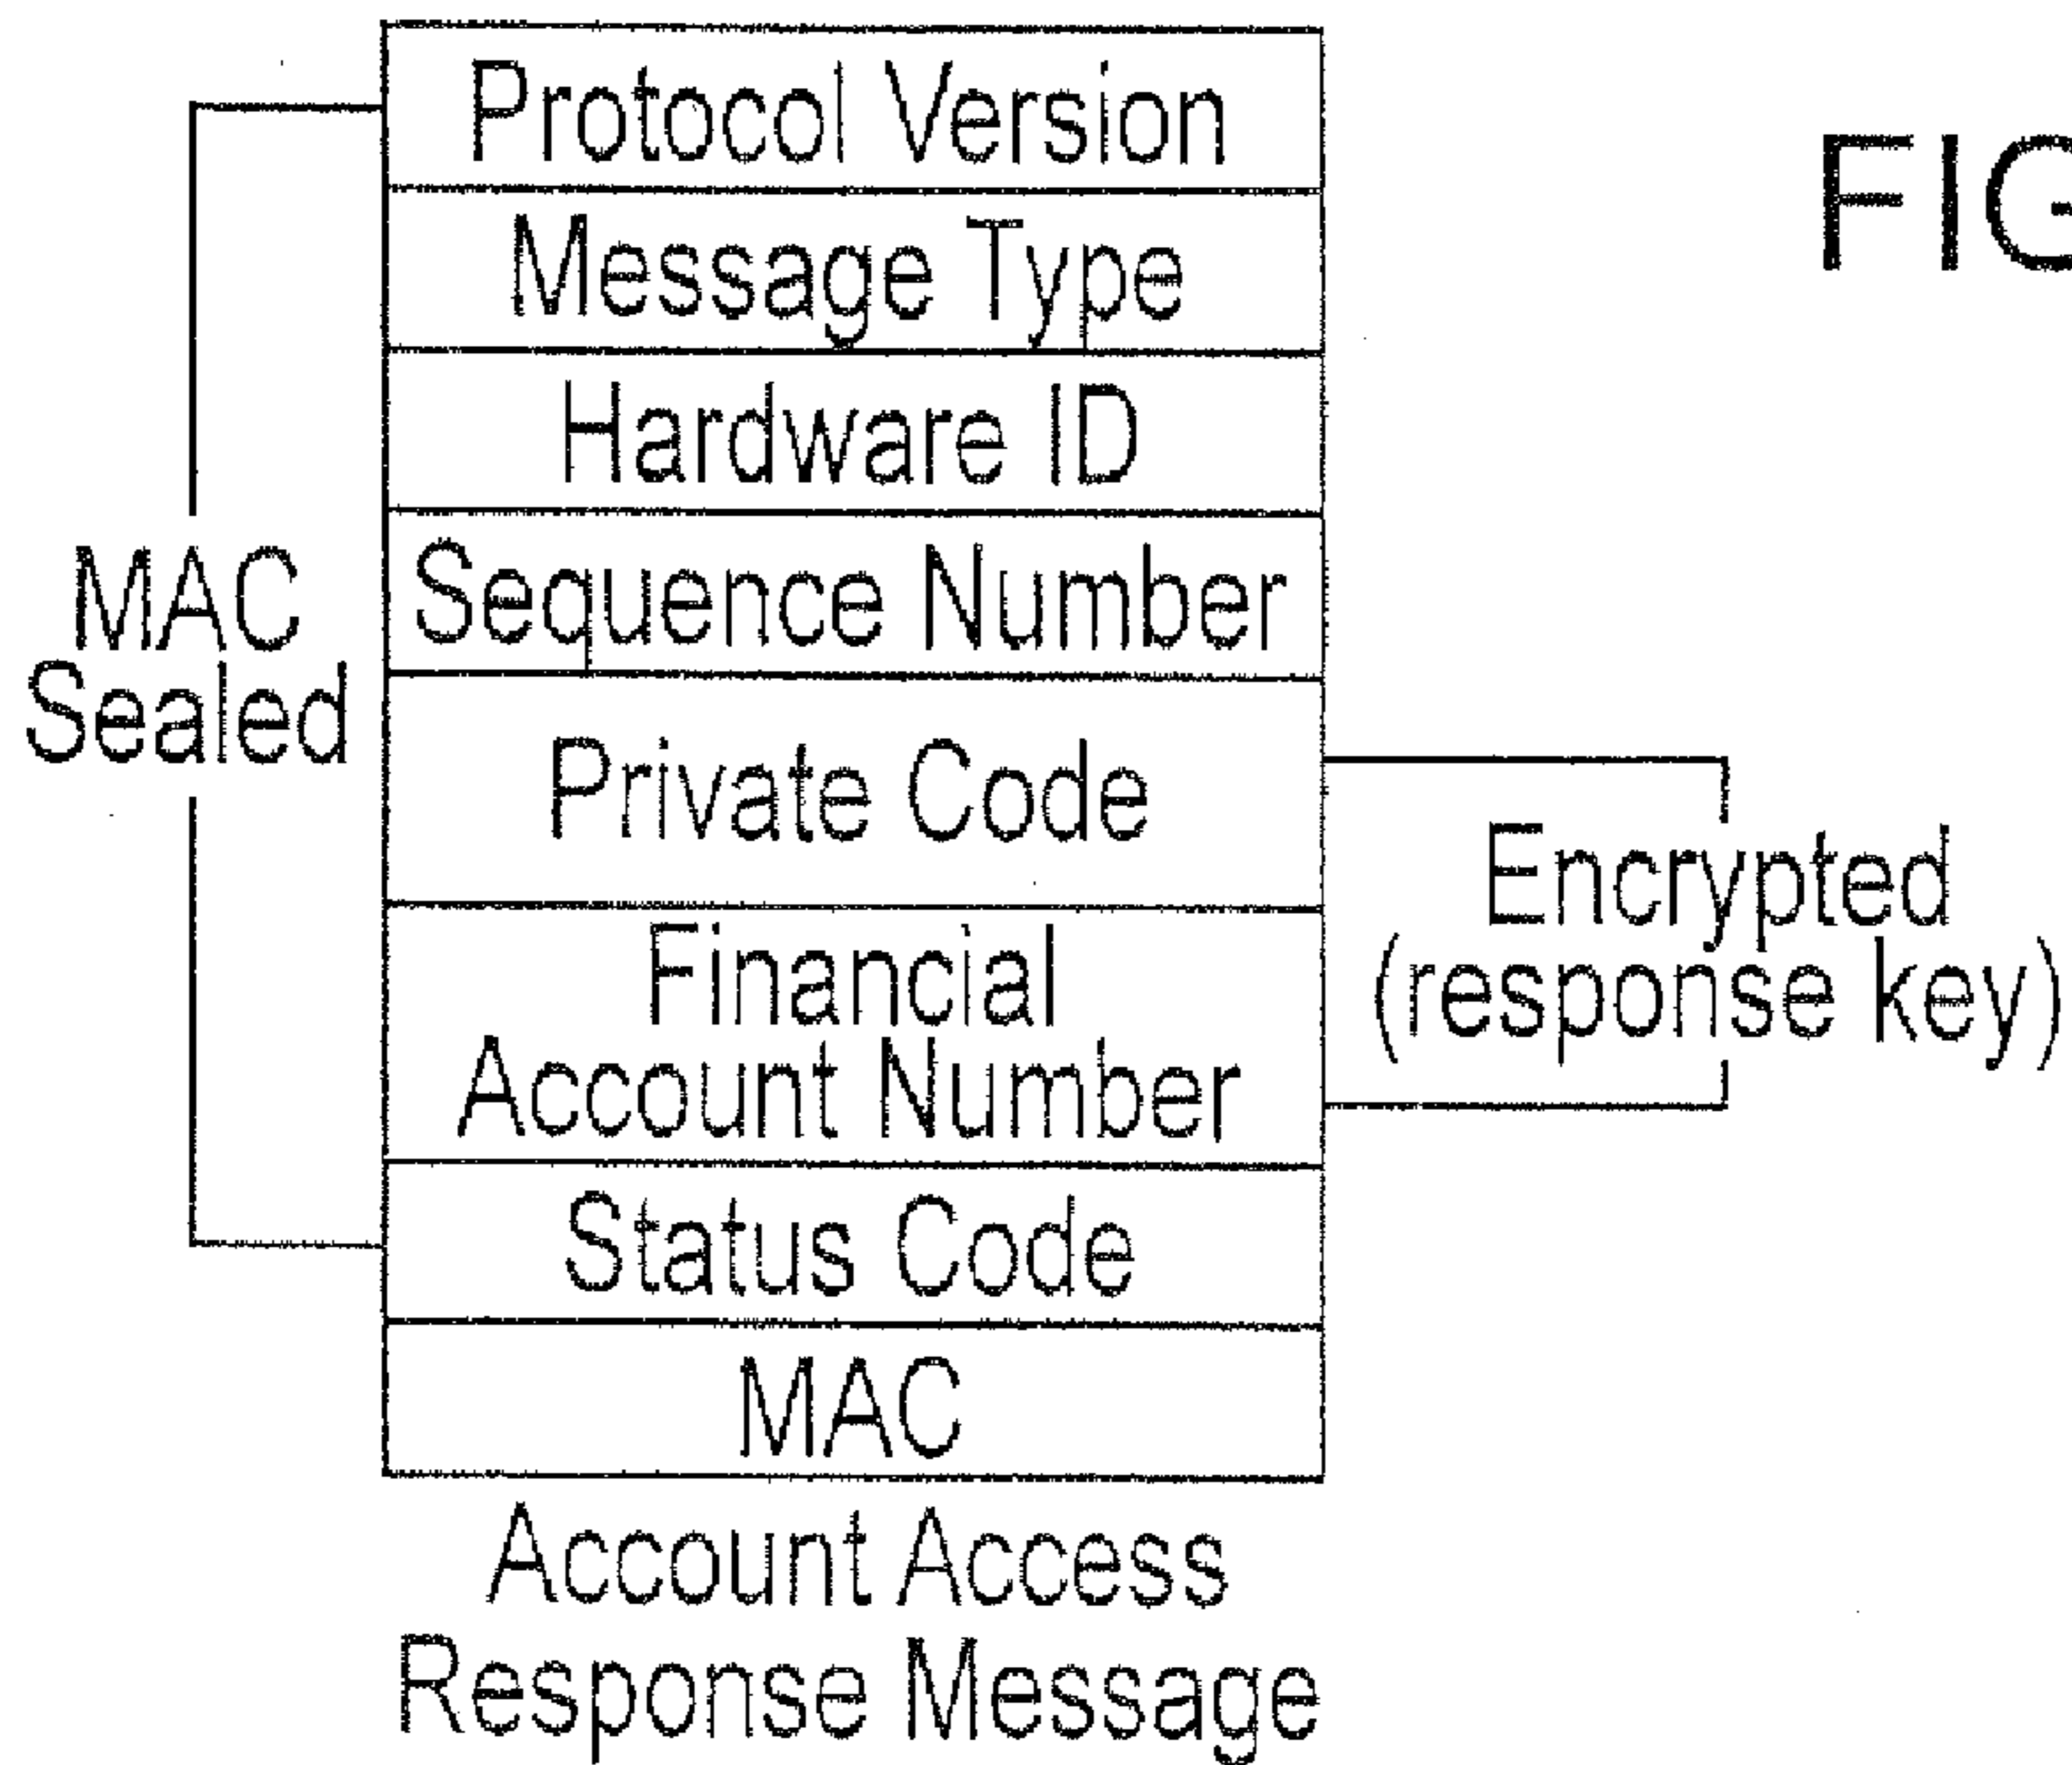 Protocol Version
FIG
Message Type
Hardware ID
Sequence Number
MAC
Sealed
Private Code
Encrypted
(response key)
Financial
Account Number
Status Code
MAC
Account Access
Response Message